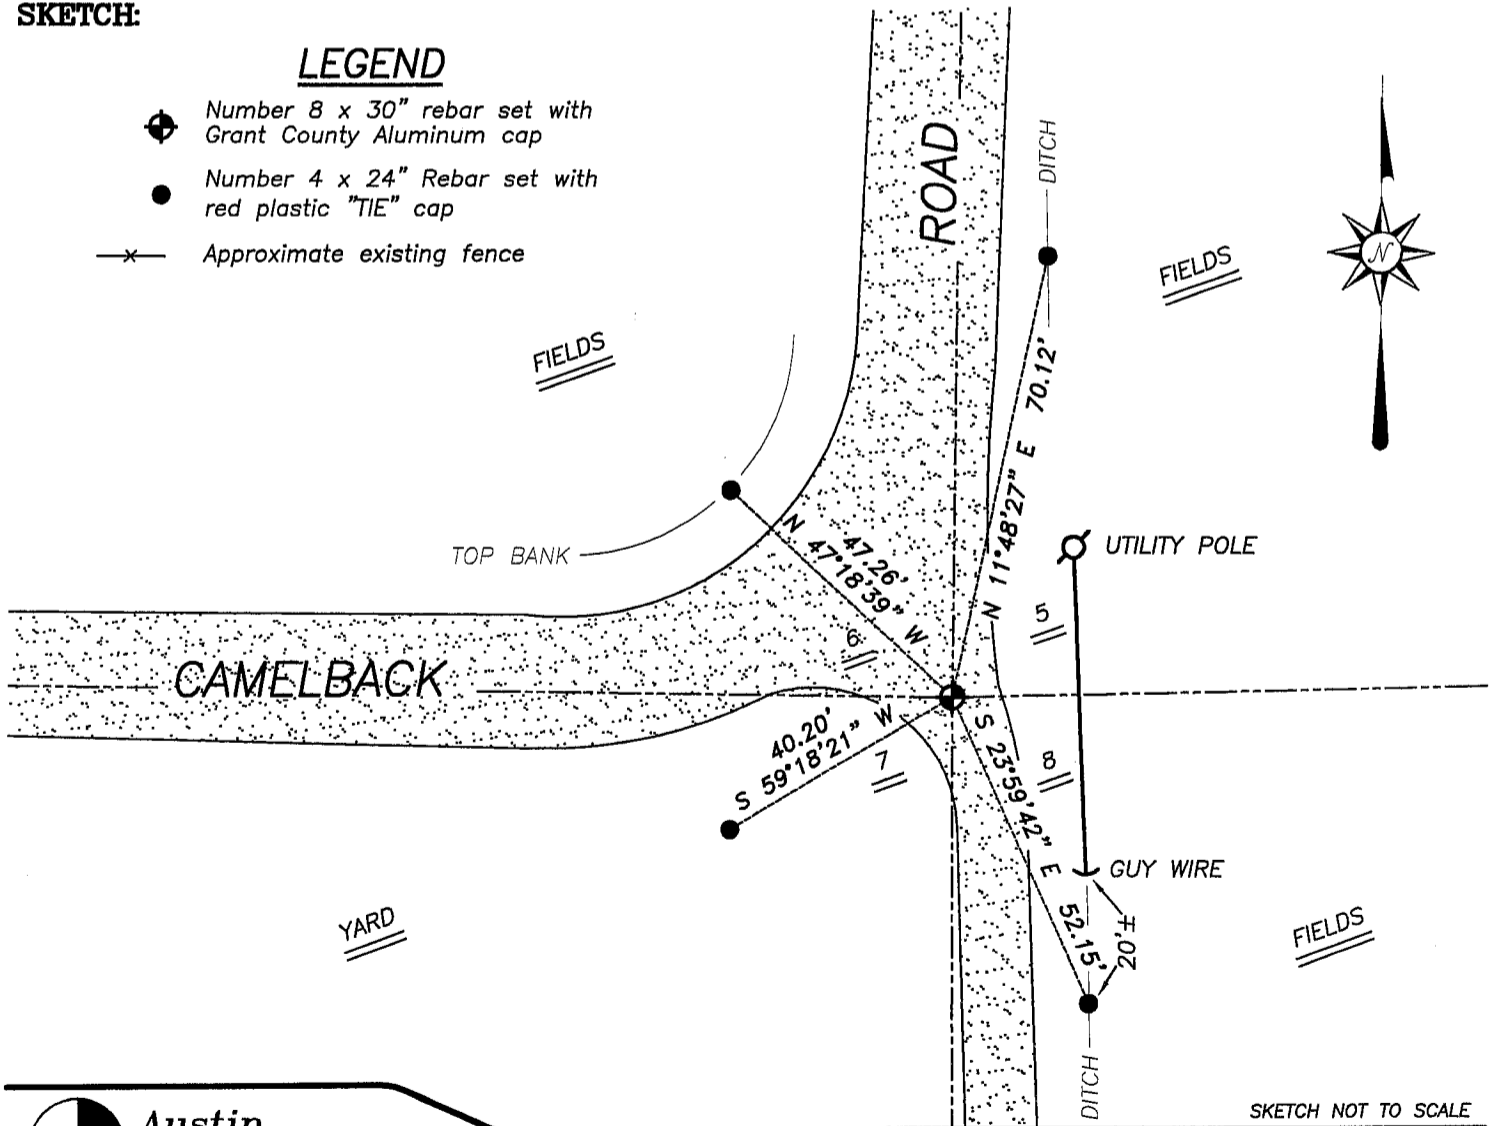 SKETCH:
LEGEND
Number 8 x 30" rebar set with
Grant County Aluminum cap
Number 4 x 24" Rebar set with
red plastic "TIE" cap
Approximate existing fence
ROAD
DITCH
FIELDS
N
FIELDS
70.12'
N 11°48'27" E
TOP BANK
47.26'
N 47°18'39" W
UTILITY POLE
5
6
CAMELBACK
40.20'
S 59°18'21" W
7
S 23°59'42" E
52.15'
8
GUY WIRE
20'±
YARD
FIELDS
DITCH
SKETCH NOT TO SCALE
Austin